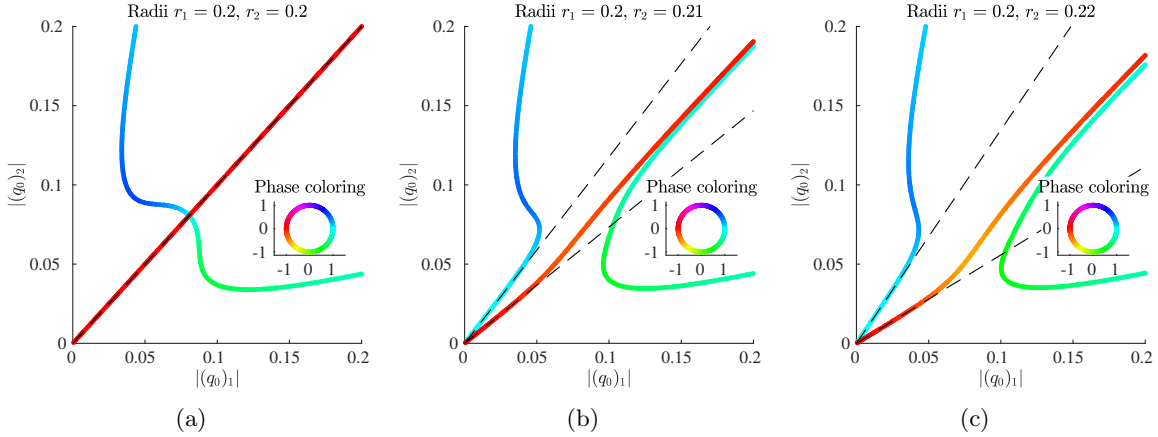 Radii r₁ = 0.2, r₂ = 0.2
0.2
0.15
0.1
0.05
0
|(q₀)₂|
Phase coloring
1
0
-1
-1 0 1
0 0.05 0.1 0.15 0.2
|(q₀)₁|
(a)
Radii r₁ = 0.2, r₂ = 0.21
0.2
0.15
0.1
0.05
0
|(q₀)₂|
Phase coloring
1
0
-1
-1 0 1
0 0.05 0.1 0.15 0.2
|(q₀)₁|
(b)
Radii r₁ = 0.2, r₂ = 0.22
0.2
0.15
0.1
0.05
0
|(q₀)₂|
Phase coloring
1
0
-1
-1 0 1
0 0.05 0.1 0.15 0.2
|(q₀)₁|
(c)